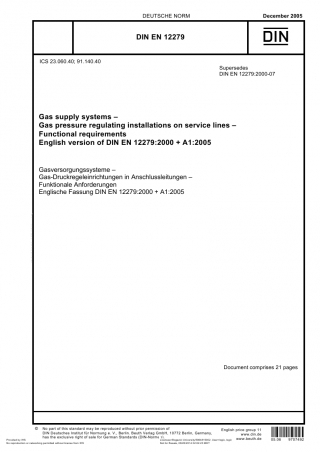 DEUTSCHE NORM
December 2005
DIN EN 12279
DIN
ICS 23.060.40; 91.140.40
Supersedes
DIN EN 12279:2000-07
Gas supply systems –
Gas pressure regulating installations on service lines –
Functional requirements
English version of DIN EN 12279:2000 + A1:2005
Gasversorgungssysteme –
Gas-Druckregeleinrichtungen in Anschlussleitungen –
Funktionale Anforderungen
Englische Fassung DIN EN 12279:2000 + A1:2005
Document comprises 21 pages
© No part of this standard may be reproduced without prior permission of
DIN Deutsches Institut für Normung e. V., Berlin. Beuth Verlag GmbH, 10772 Berlin, Germany,
has the exclusive right of sale for German Standards (DIN-Normen).
English price group 11
www.din.de
www.beuth.de
05.06 9707492